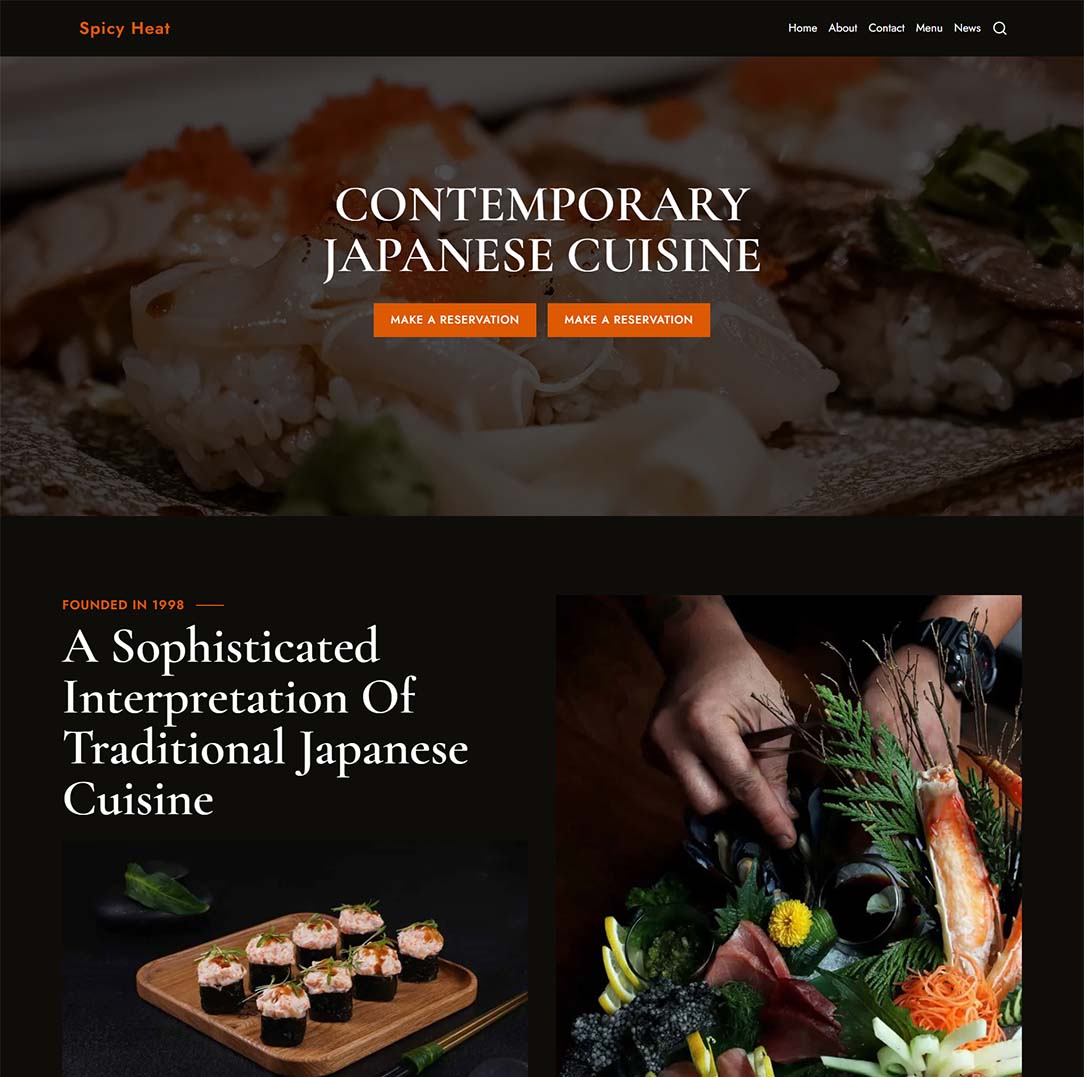 Spicy Heat
Home About Contact Menu News
CONTEMPORARY
JAPANESE CUISINE
MAKE A RESERVATION MAKE A RESERVATION
FOUNDED IN 1998
A Sophisticated
Interpretation Of
Traditional Japanese
Cuisine